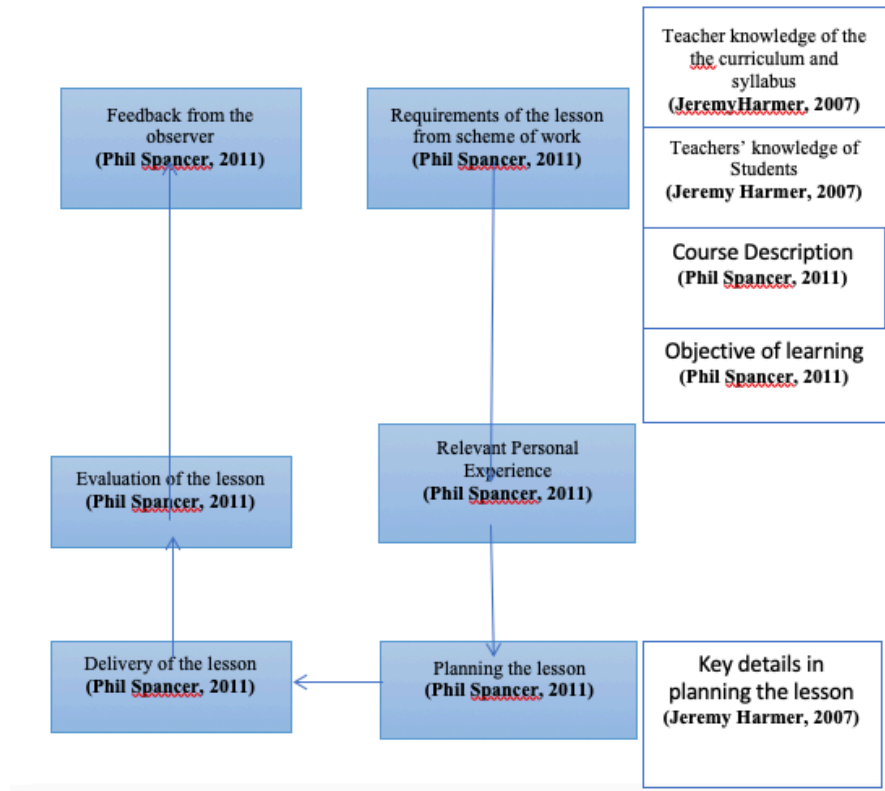 Feedback from the
observer
(Phil Spancer, 2011)
Requirements of the lesson
from scheme of work
(Phil Spancer, 2011)
Teacher knowledge of the
the curriculum and
syllabus
(JeremyHarmer, 2007)
Teachers’ knowledge of
Students
(Jeremy Harmer, 2007)
Course Description
(Phil Spancer, 2011)
Objective of learning
(Phil Spancer, 2011)
Evaluation of the lesson
(Phil Spancer, 2011)
Relevant Personal
Experience
(Phil Spancer, 2011)
Delivery of the lesson
(Phil Spancer, 2011)
Planning the lesson
(Phil Spancer, 2011)
Key details in
planning the lesson
(Jeremy Harmer, 2007)